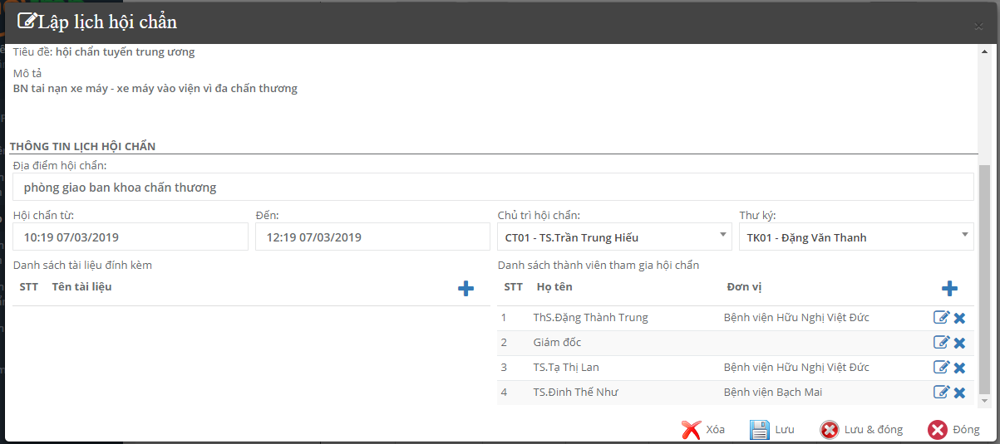 Lập lịch hội chẩn
Tiêu đề: hội chẩn tuyến trung ương
Mô tả
BN tai nạn xe máy - xe máy vào viện vì đa chấn thương
THÔNG TIN LỊCH HỘI CHẨN
Địa điểm hội chẩn:
phòng giao ban khoa chấn thương
Hội chẩn từ: Đến: Chủ trì hội chẩn: Thư ký:
10:19 07/03/2019 12:19 07/03/2019 CT01 - TS.Trần Trung Hiếu TK01 - Đặng Văn Thanh
Danh sách tài liệu đính kèm Danh sách thành viên tham gia hội chẩn
STT Tên tài liệu STT Họ tên Đơn vị
1 ThS.Đặng Thành Trung Bệnh viện Hữu Nghị Việt Đức
2 Giám đốc
3 TS.Tạ Thị Lan Bệnh viện Hữu Nghị Việt Đức
4 TS.Đinh Thế Như Bệnh viện Bạch Mai
Xóa Lưu Lưu & đóng Đóng